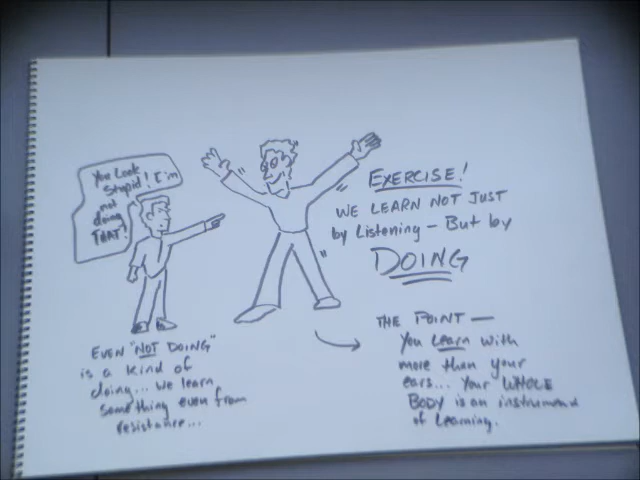 You Look
Stupid! I'm
not
doing
THAT!
EXERCISE!
WE LEARN NOT JUST
by Listening - But by
DOING
EVEN "NOT DOING"
is a kind of
doing... we learn
something even from
resistance...
THE POINT -
You Learn with
more than your
ears... Your WHOLE
BODY is an instrument
of Learning.